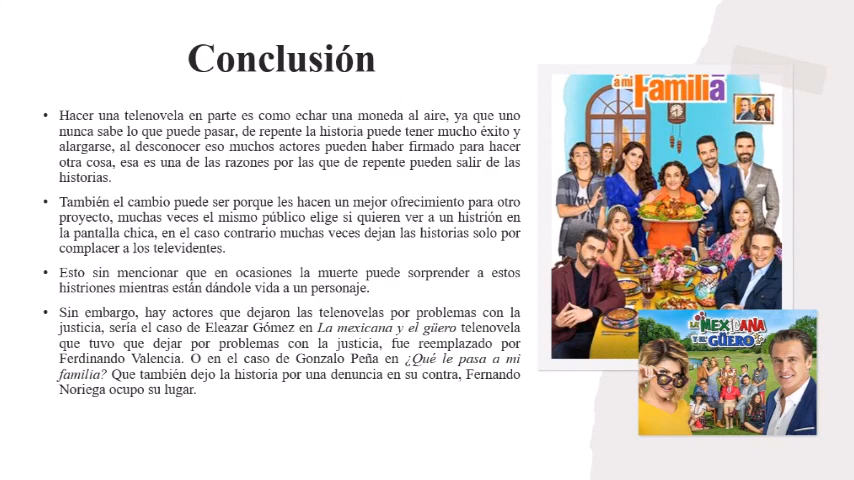 Conclusión
• Hacer una telenovela en parte es como echar una moneda al aire, ya que uno
nunca sabe lo que puede pasar, de repente la historia puede tener mucho éxito y
alargarse, al desconocer eso muchos actores pueden haber firmado para hacer
otra cosa, esa es una de las razones por las que de repente pueden salir de las
historias.
• También el cambio puede ser porque les hacen un mejor ofrecimiento para otro
proyecto, muchas veces el mismo público elige si quieren ver a un histrión en
la pantalla chica, en el caso contrario muchas veces dejan las historias solo por
complacer a los televidentes.
• Esto sin mencionar que en ocasiones la muerte puede sorprender a estos
histriones mientras están dándole vida a un personaje.
• Sin embargo, hay actores que dejaron las telenovelas por problemas con la
justicia, sería el caso de Eleazar Gómez en La mexicana y el güero telenovela
que tuvo que dejar por problemas con la justicia, fue reemplazado por
Ferdinando Valencia. O en el caso de Gonzalo Peña en ¿Qué le pasa a mi
familia? Que también dejo la historia por una denuncia en su contra, Fernando
Noriega ocupo su lugar.
a mi Familia
LA MEXICANA
Y EL GÜERO